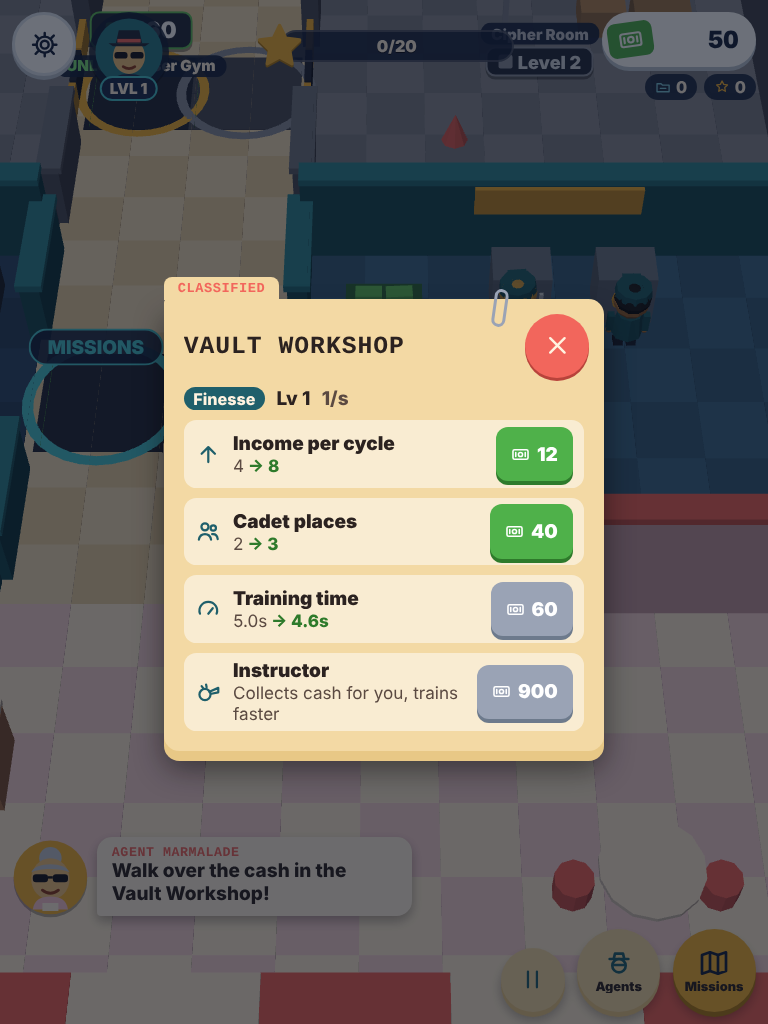 0/20
Cipher Room
Level 2
50
er Gym
LVL 1
0
0
MISSIONS
CLASSIFIED
VAULT WORKSHOP
Finesse Lv 1 1/s
Income per cycle
4 → 8
12
Cadet places
2 → 3
40
Training time
5.0s → 4.6s
60
Instructor
Collects cash for you, trains
faster
900
AGENT MARMALADE
Walk over the cash in the
Vault Workshop!
Agents
Missions